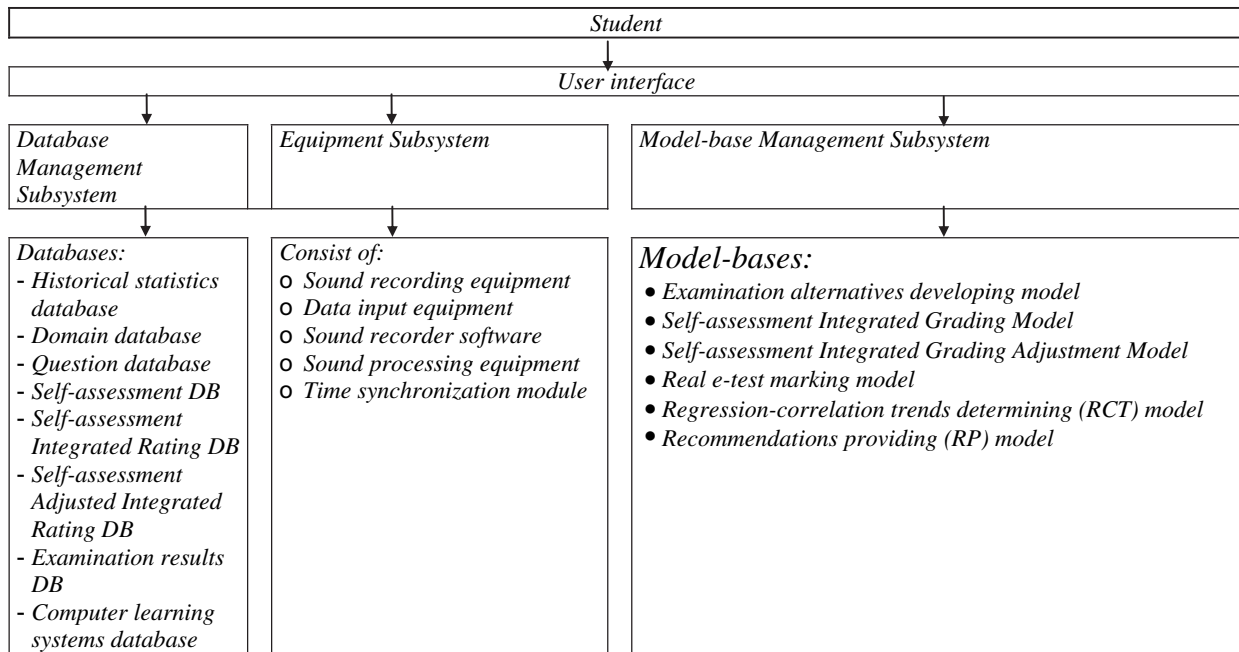 Student
User interface
Database
Management
Subsystem
Equipment Subsystem
Model-base Management Subsystem
Databases:
- Historical statistics
database
- Domain database
- Question database
- Self-assessment DB
- Self-assessment
Integrated Rating DB
- Self-assessment
Adjusted Integrated
Rating DB
- Examination results
DB
- Computer learning
systems database
Consist of:
o Sound recording equipment
o Data input equipment
o Sound recorder software
o Sound processing equipment
o Time synchronization module
Model-bases:
• Examination alternatives developing model
• Self-assessment Integrated Grading Model
• Self-assessment Integrated Grading Adjustment Model
• Real e-test marking model
• Regression-correlation trends determining (RCT) model
• Recommendations providing (RP) model